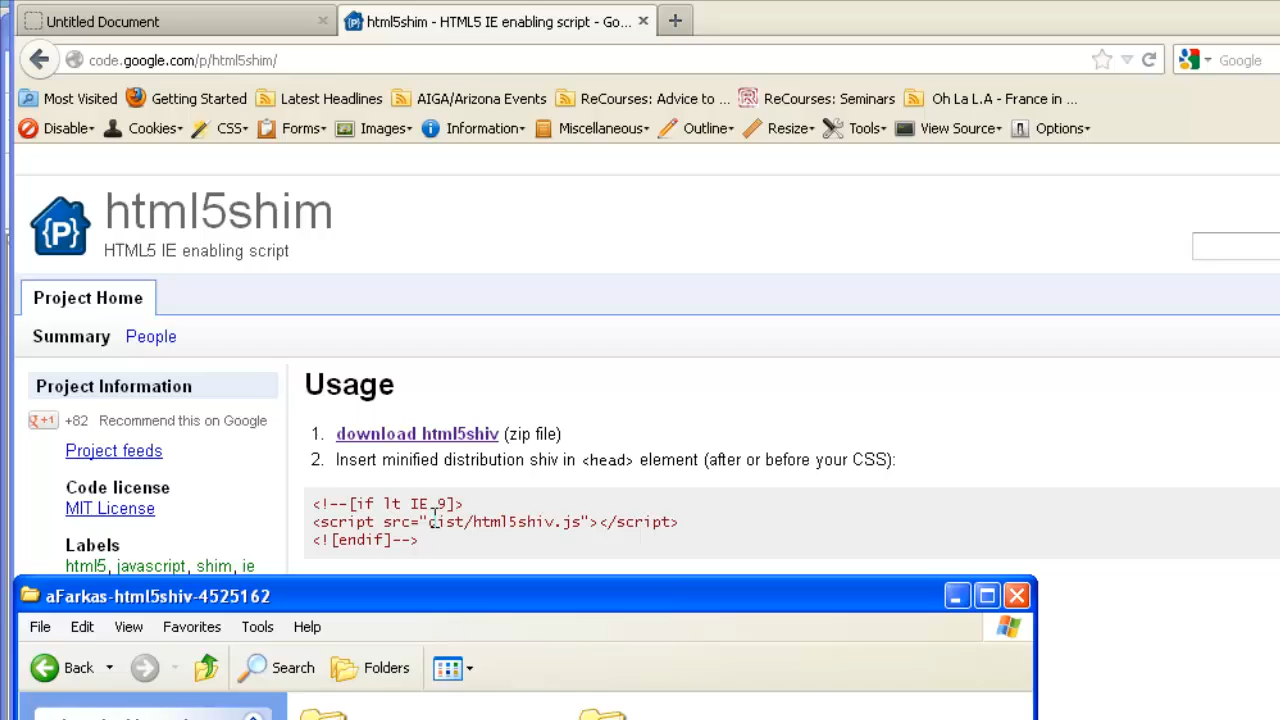 Untitled Document
html5shim - HTML5 IE enabling script - Go...
code.google.com/p/html5shim/
Google
Most Visited Getting Started Latest Headlines AIGA/Arizona Events ReCourses: Advice to ... ReCourses: Seminars Oh La L.A - France in ...
Disable Cookies CSS Forms Images Information Miscellaneous Outline Resize Tools View Source Options
html5shim
HTML5 IE enabling script
Project Home
Summary People
Project Information
+1 +82 Recommend this on Google
Project feeds
Code license
MIT License
Labels
html5, javascript, shim, ie
Usage
1. download html5shiv (zip file)
2. Insert minified distribution shiv in <head> element (after or before your CSS):
<!--[if lt IE 9]>
<script src="dist/html5shiv.js"></script>
<![endif]-->
aFarkas-html5shiv-4525162
File Edit View Favorites Tools Help
Back Search Folders